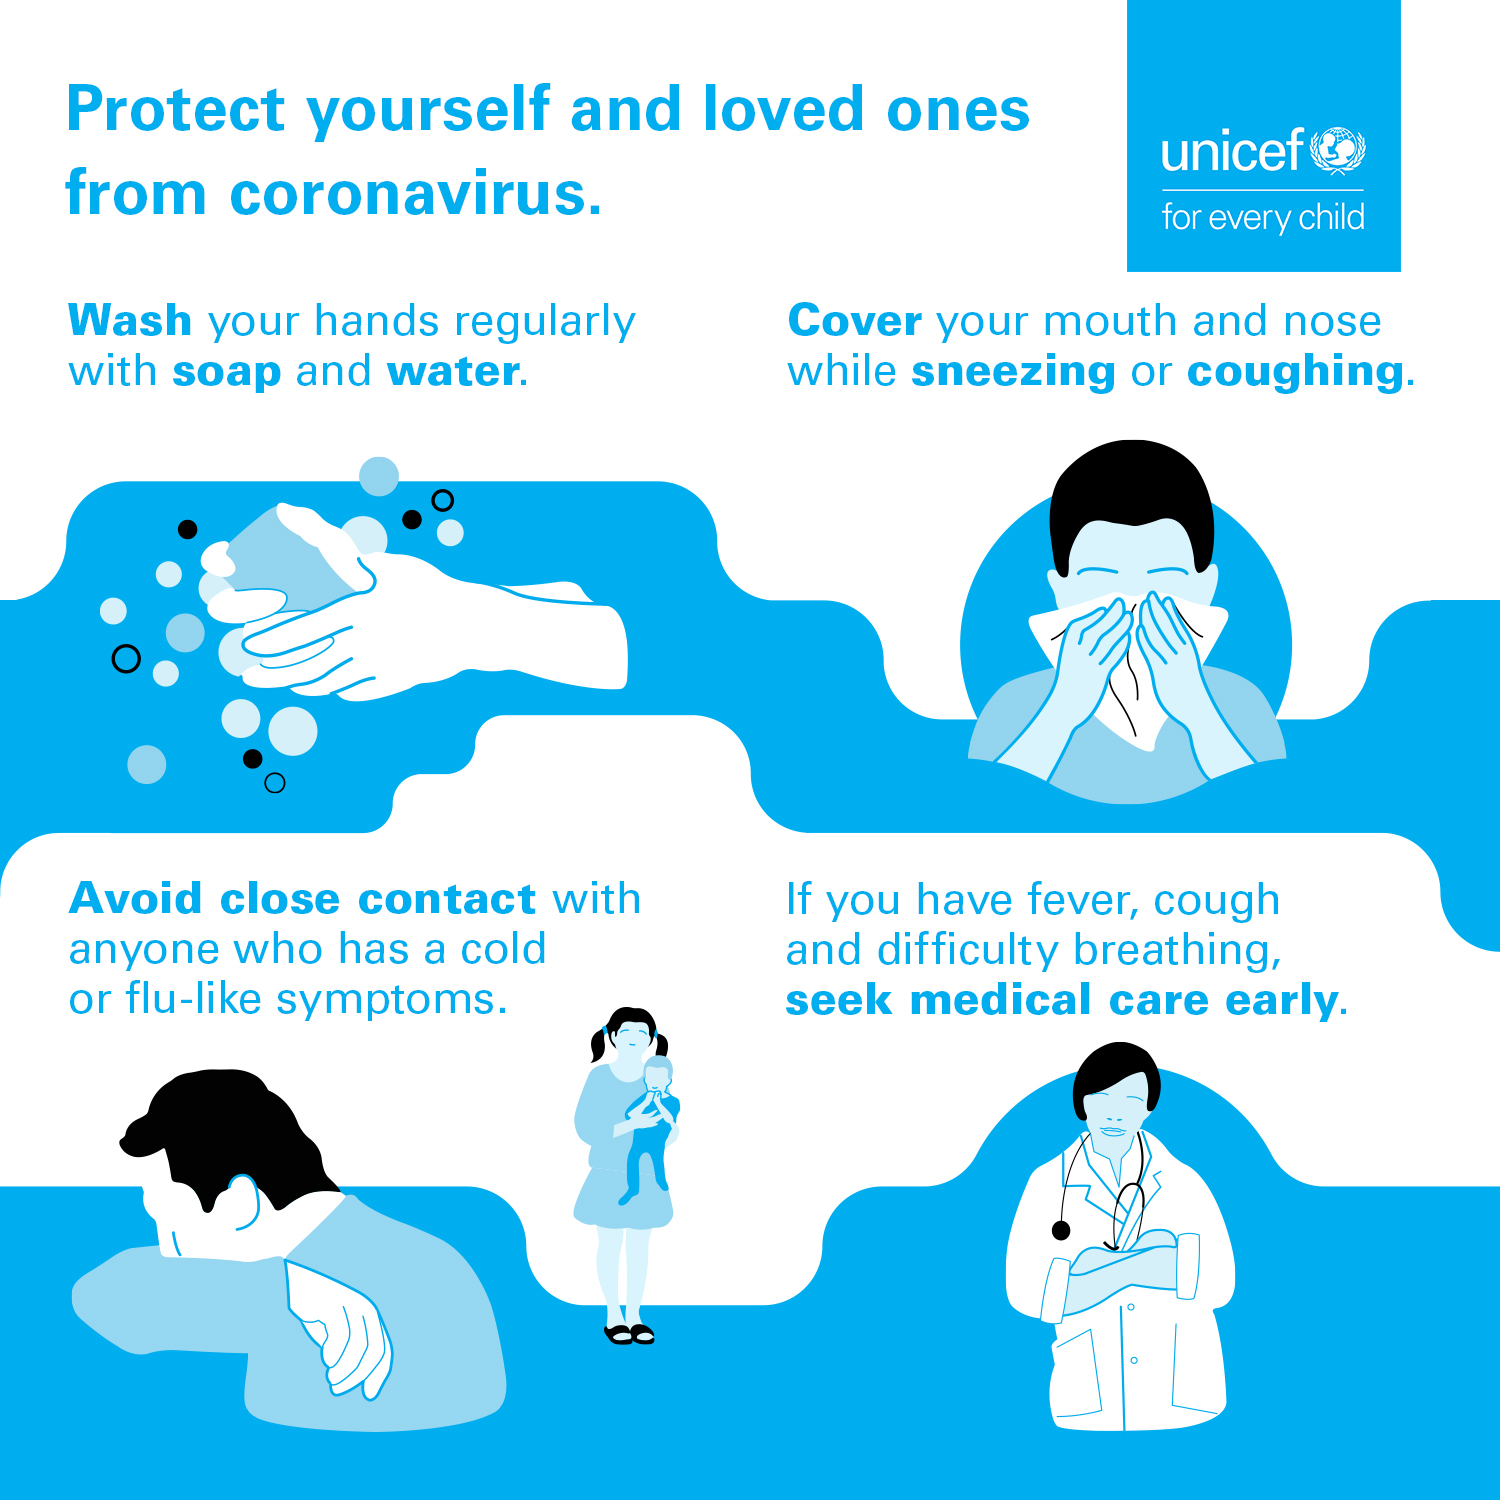 Protect yourself and loved ones
from coronavirus.
unicef
for every child
Wash your hands regularly
with soap and water.
Cover your mouth and nose
while sneezing or coughing.
Avoid close contact with
anyone who has a cold
or flu-like symptoms.
If you have fever, cough
and difficulty breathing,
seek medical care early.